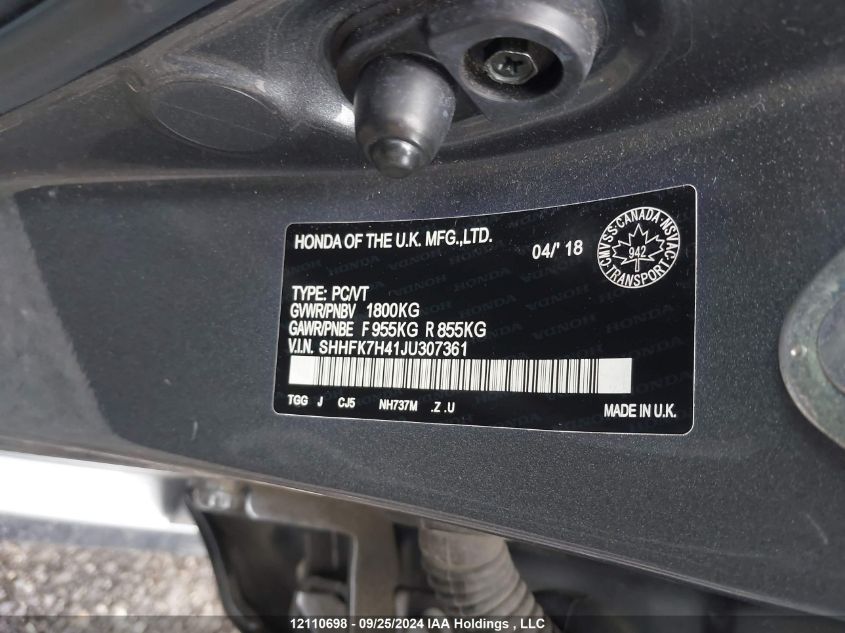 HONDA OF THE U.K. MFG.,LTD.
04/' 18
CMVSS · CANADA · NSVAC
942
TRANSPORT
TYPE: PC/VT
GVWR/PNBV 1800KG
GAWR/PNBE F 955KG R 855KG
V.I.N. SHHFK7H41JU307361
TGG J CJ5 NH737M .Z .U
MADE IN U.K.
12110698 - 09/25/2024 IAA Holdings , LLC